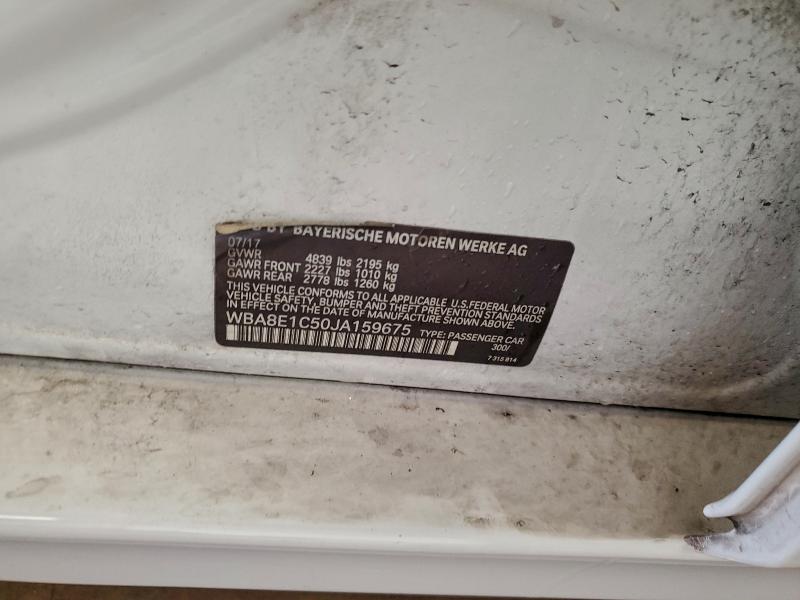 BY BAYERISCHE MOTOREN WERKE AG
07/17
GVWR 4839 lbs 2195 kg
GAWR FRONT 2227 lbs 1010 kg
GAWR REAR 2778 lbs 1260 kg
THIS VEHICLE CONFORMS TO ALL APPLICABLE U.S.FEDERAL MOTOR
VEHICLE SAFETY, BUMPER AND THEFT PREVENTION STANDARDS
IN EFFECT ON THE DATE OF MANUFACTURE SHOWN ABOVE.
WBA8E1C50JA159675 TYPE: PASSENGER CAR
300/
7 315 814